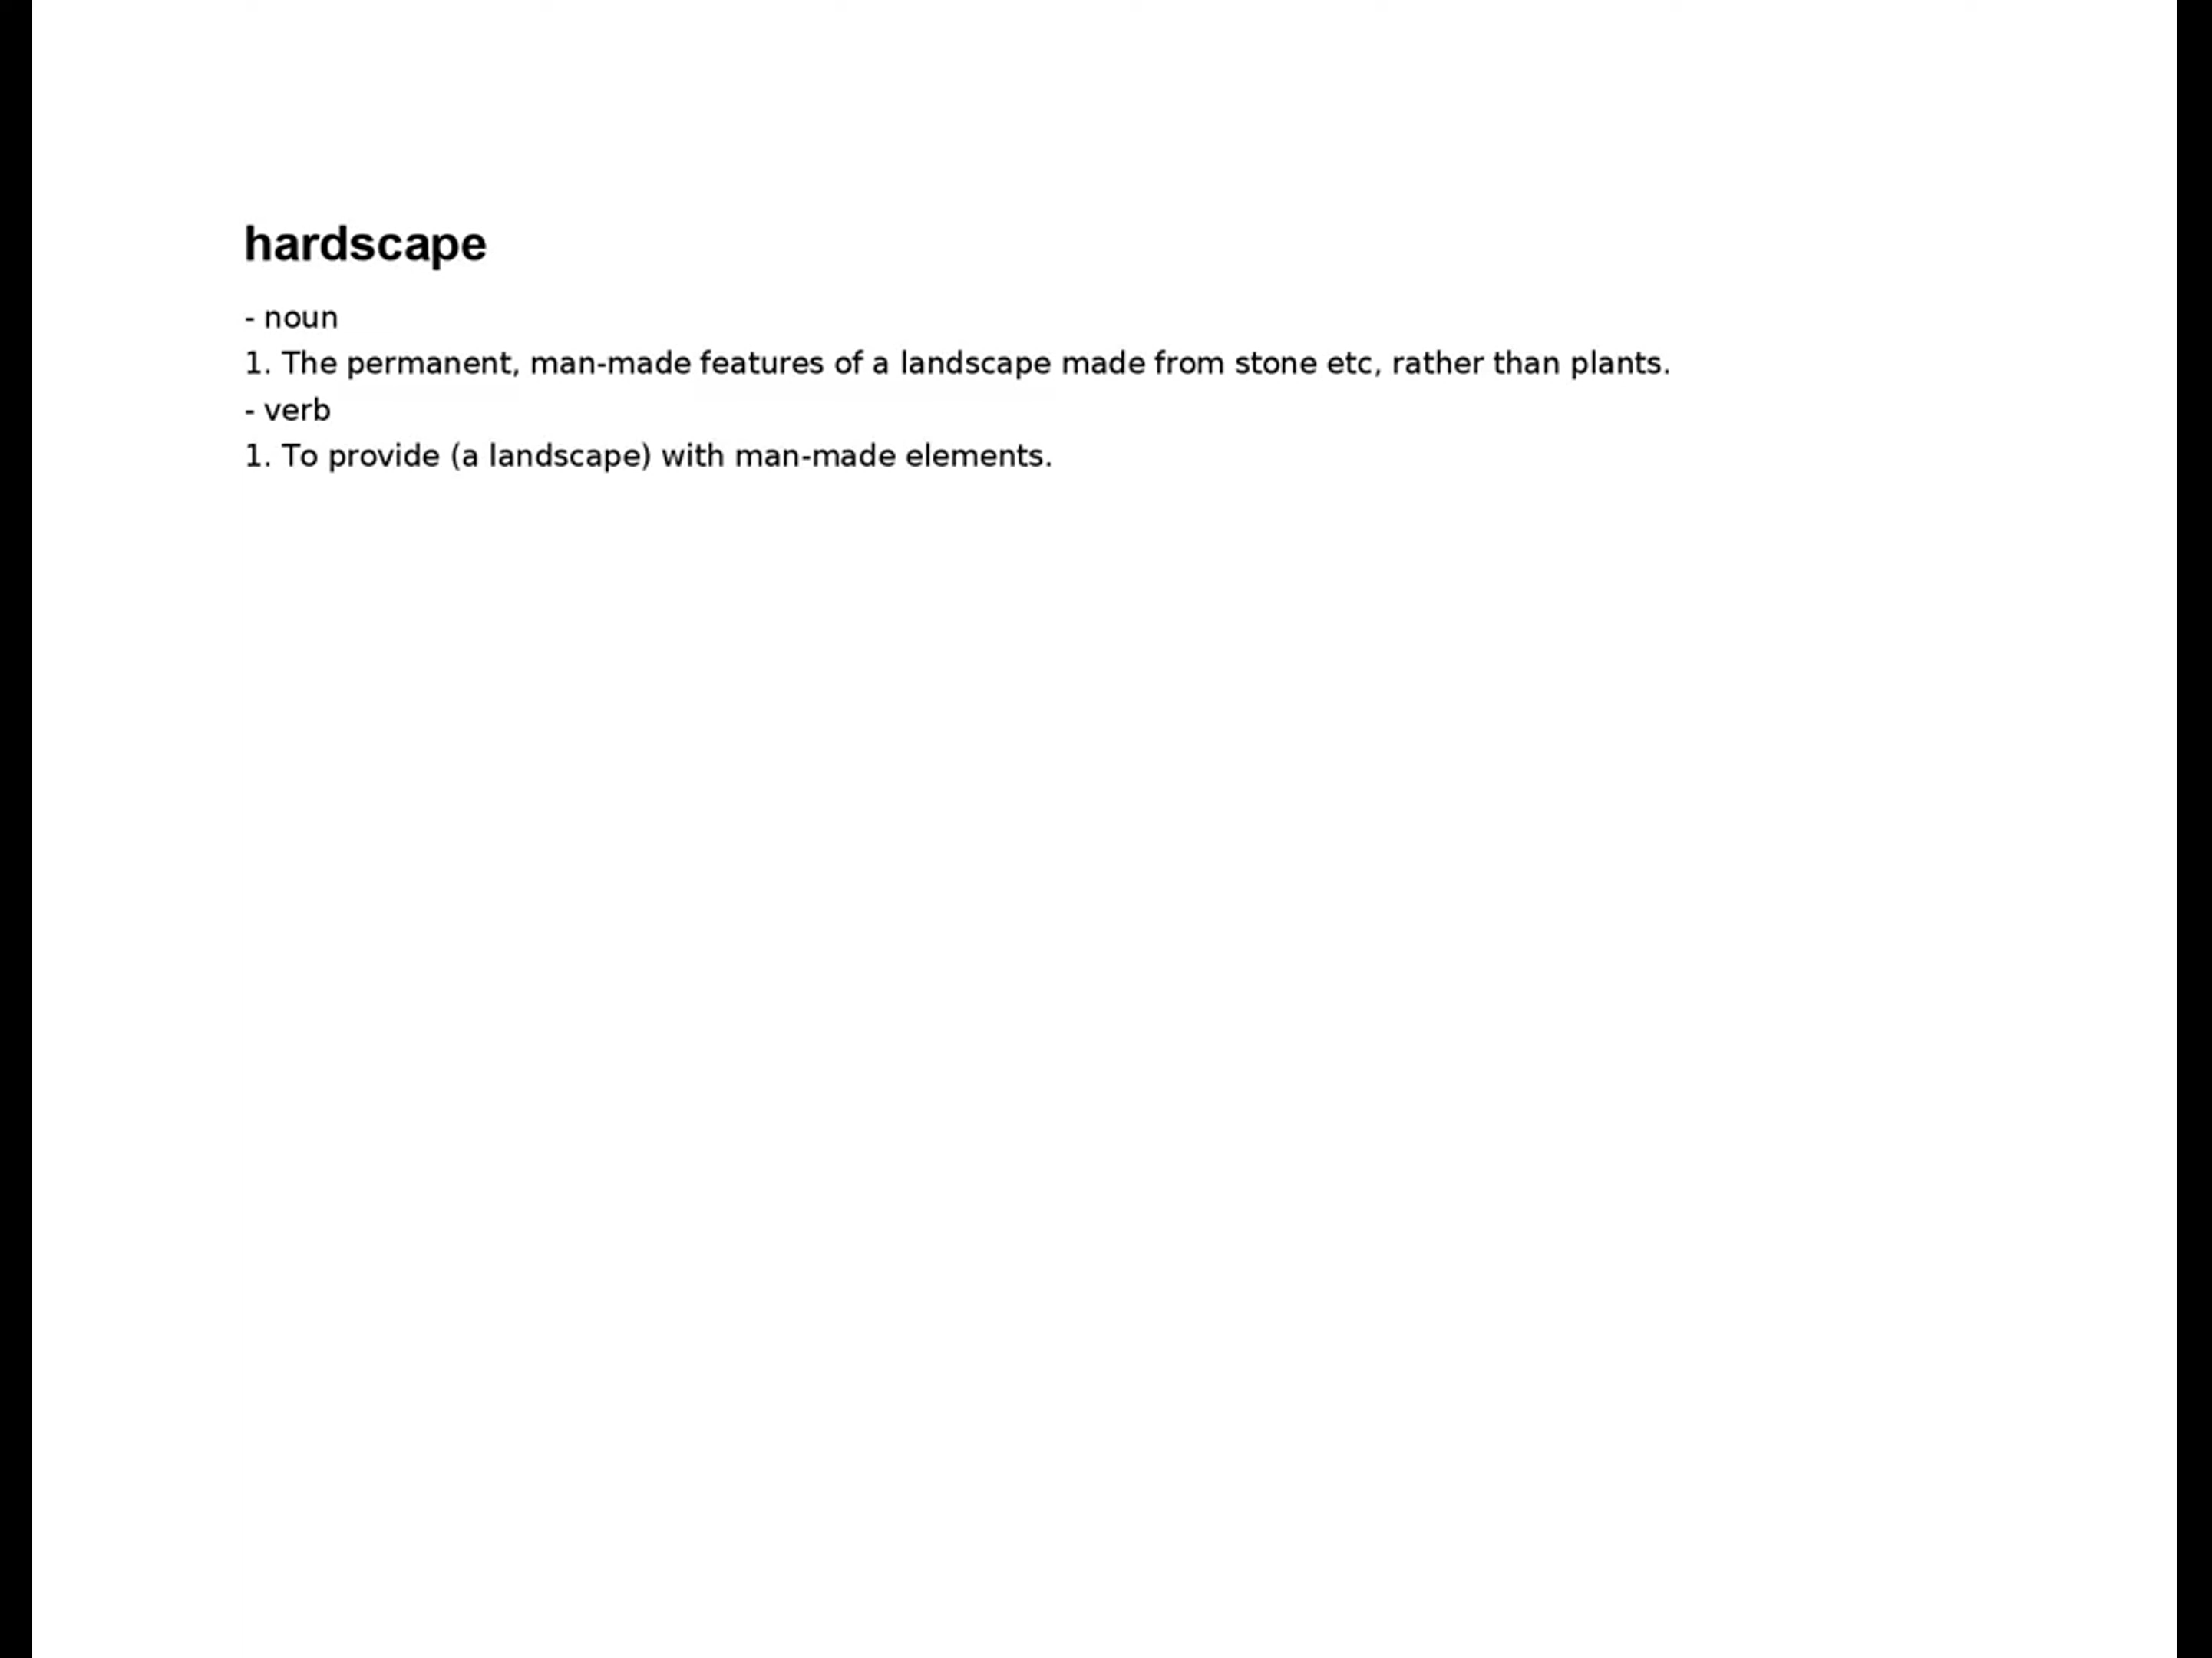 hardscape
- noun
1. The permanent, man-made features of a landscape made from stone etc, rather than plants.
- verb
1. To provide (a landscape) with man-made elements.